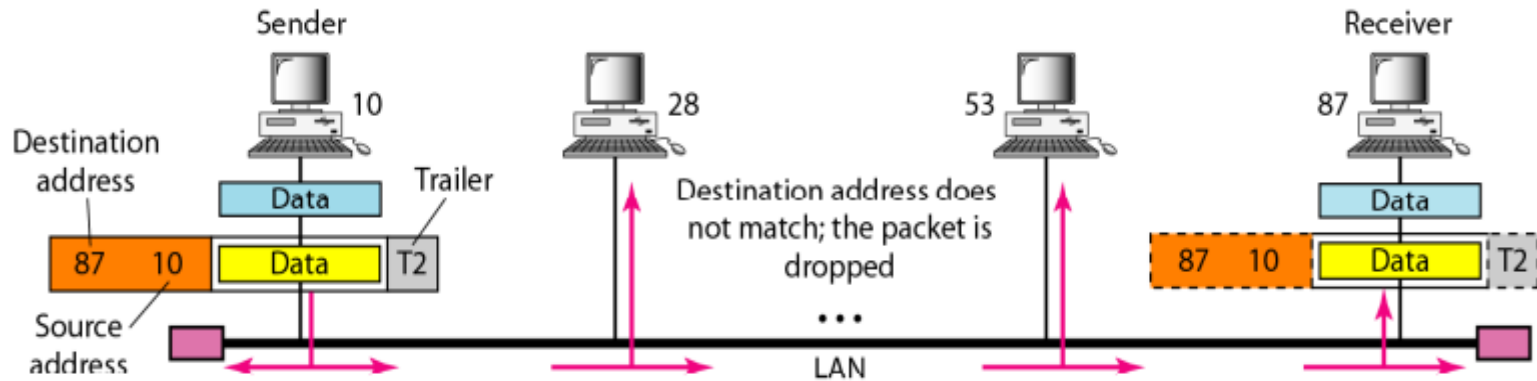 Sender
Receiver
10
28
53
87
Destination
address
Trailer
Data
Destination address does
not match; the packet is
dropped
Data
87 10
Data
T2
87 10
Data
T2
Source
address
...
LAN